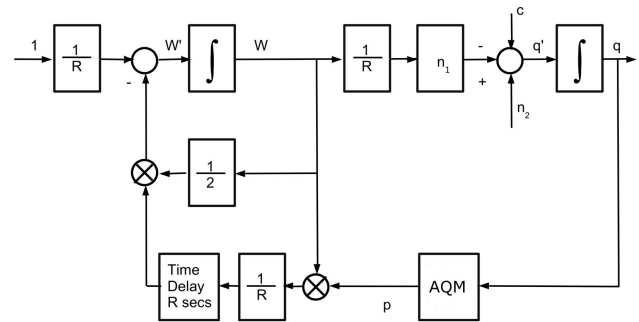 1
1
R
-
W'
∫
W
1
R
n1
-
+
c
n2
q'
∫
q
1
2
Time
Delay
R secs
1
R
p
AQM